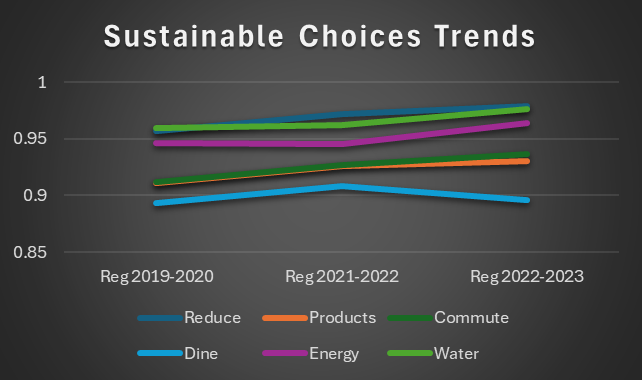 Sustainable Choices Trends
1
0.95
0.9
0.85
Reg 2019-2020 Reg 2021-2022 Reg 2022-2023
Reduce Products Commute
Dine Energy Water